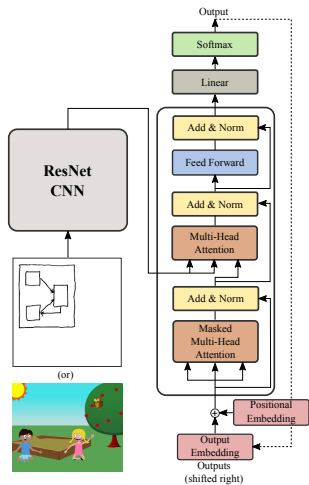 Output
Softmax
Linear
Add & Norm
Feed Forward
Add & Norm
Multi-Head
Attention
Add & Norm
Masked
Multi-Head
Attention
Positional
Embedding
Output
Embedding
Outputs
(shifted right)
ResNet
CNN
(or)